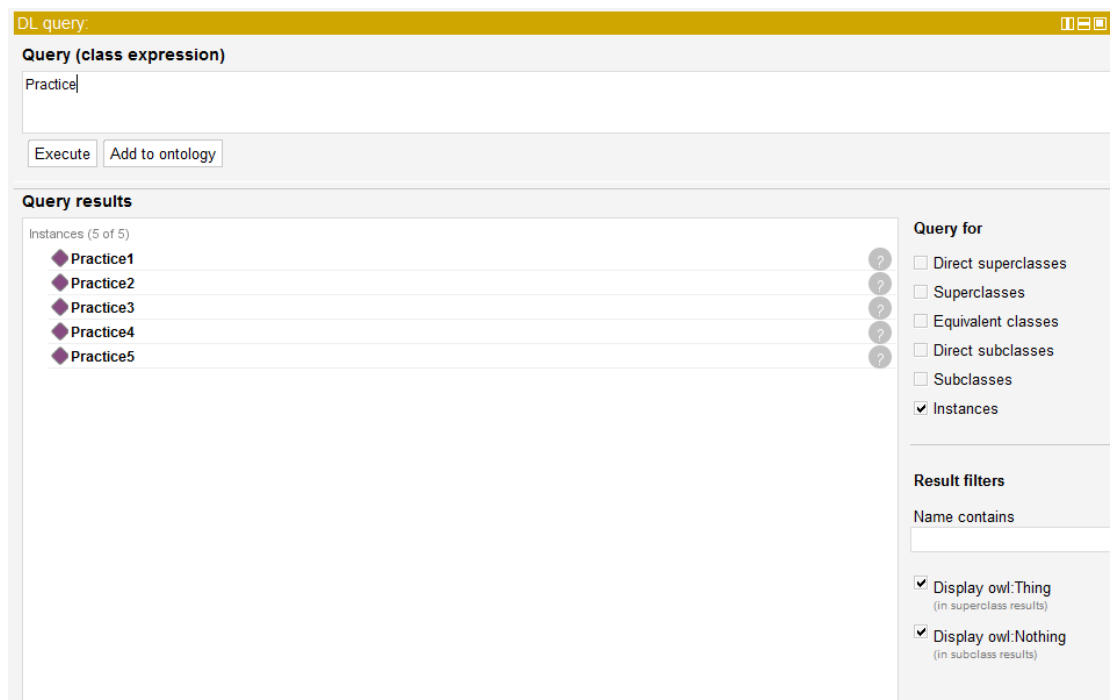 DL query:
Query (class expression)
Practice
Execute
Add to ontology
Query results
Instances (5 of 5)
Practice1
?
Practice2
?
Practice3
?
Practice4
?
Practice5
?
Query for
Direct superclasses
Superclasses
Equivalent classes
Direct subclasses
Subclasses
Instances
Result filters
Name contains
Display owl:Thing
(in superclass results)
Display owl:Nothing
(in subclass results)